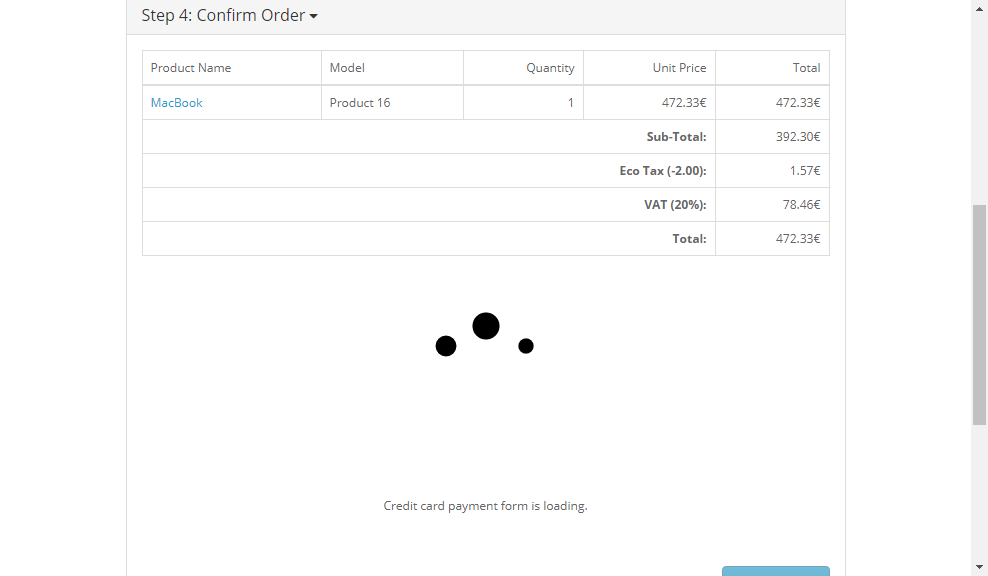 Step 4: Confirm Order
Product Name Model Quantity Unit Price Total
MacBook Product 16 1 472.33€ 472.33€
Sub-Total: 392.30€
Eco Tax (-2.00): 1.57€
VAT (20%): 78.46€
Total: 472.33€
Credit card payment form is loading.